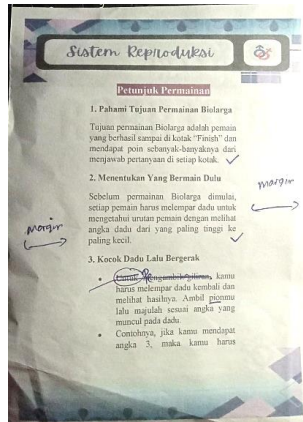 Sistem Reproduksi
Petunjuk Permainan
1. Pahami Tujuan Permainan Biolarga
Tujuan permainan Biolarga adalah pemain
yang berhasil sampai di kotak "Finish" dan
mendapat poin sebanyak-banyaknya dari
menjawab pertanyaan di setiap kotak.
2. Menentukan Yang Bermain Dulu
Sebelum permainan Biolarga dimulai,
setiap pemain harus melempar dadu untuk
mengetahui urutan pemain dengan melihat
angka dadu dari yang paling tinggi ke
paling kecil.
margin
margin
3. Kocok Dadu Lalu Bergerak
• Untuk mengambil giliran, kamu
harus melempar dadu kembali dan
melihat hasilnya. Ambil pionmu
lalu majulah sesuai angka yang
muncul pada dadu.
• Contohnya, jika kamu mendapat
angka 3, maka kamu harus